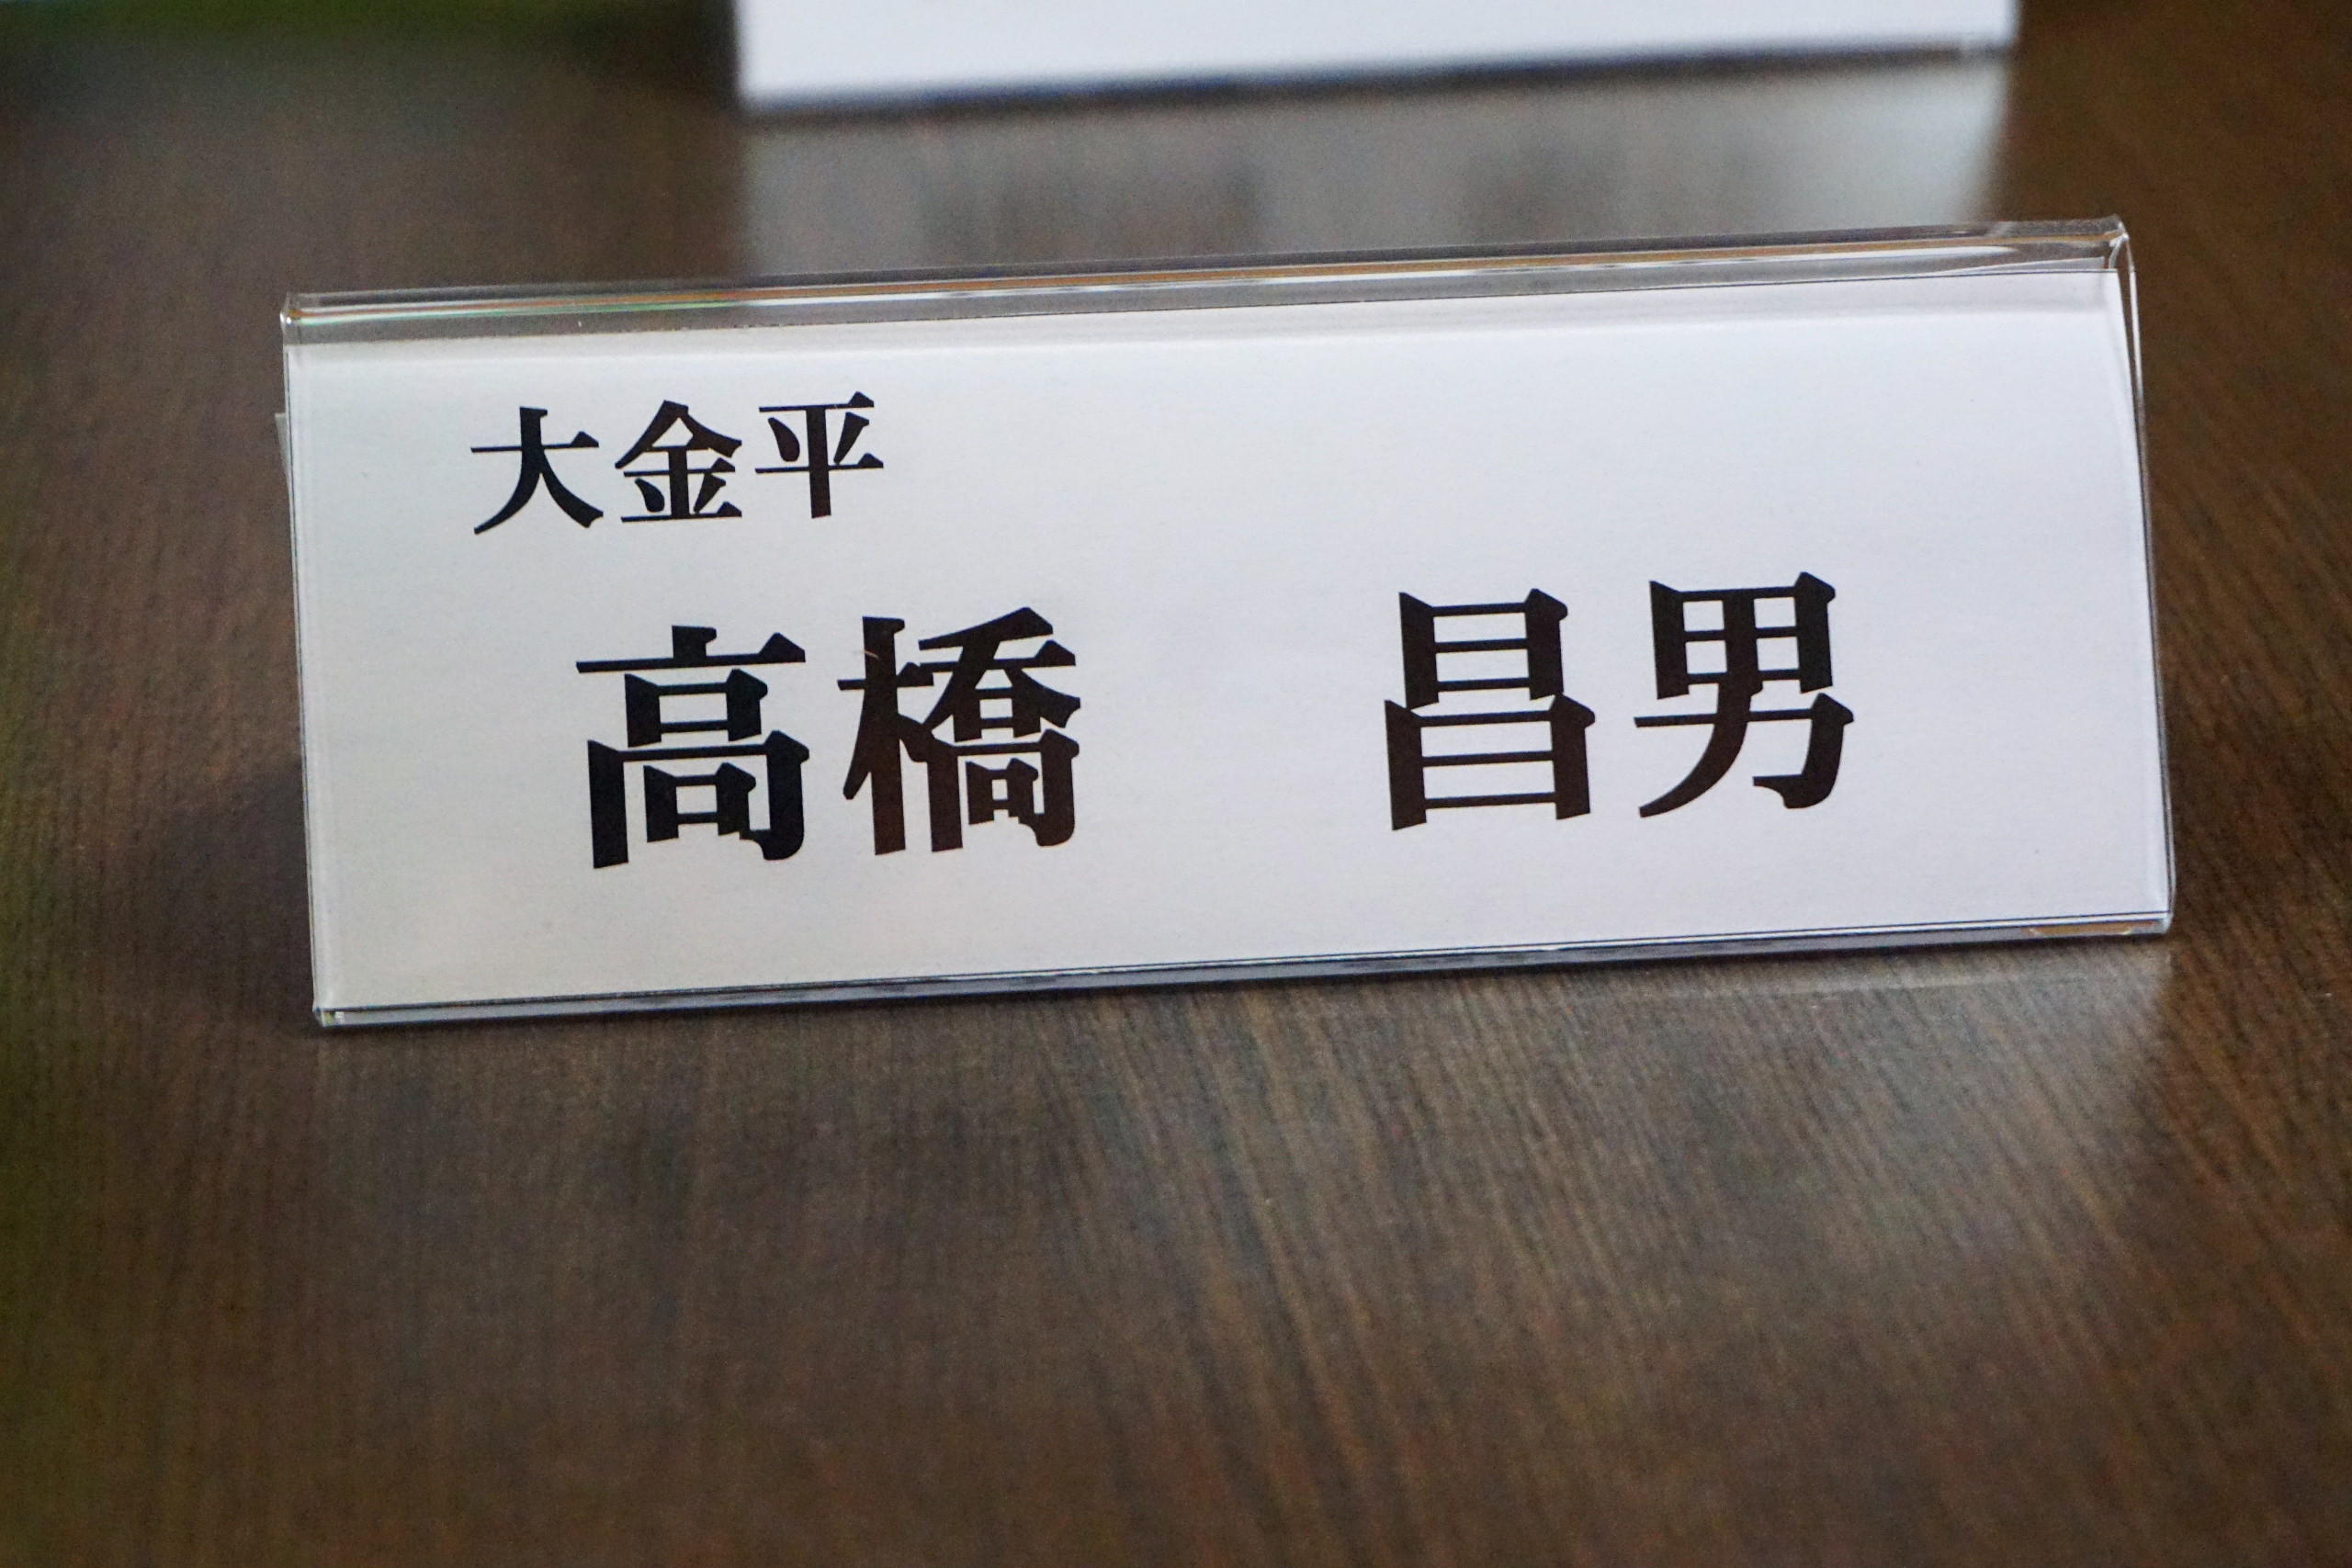 大金平
高橋　昌男